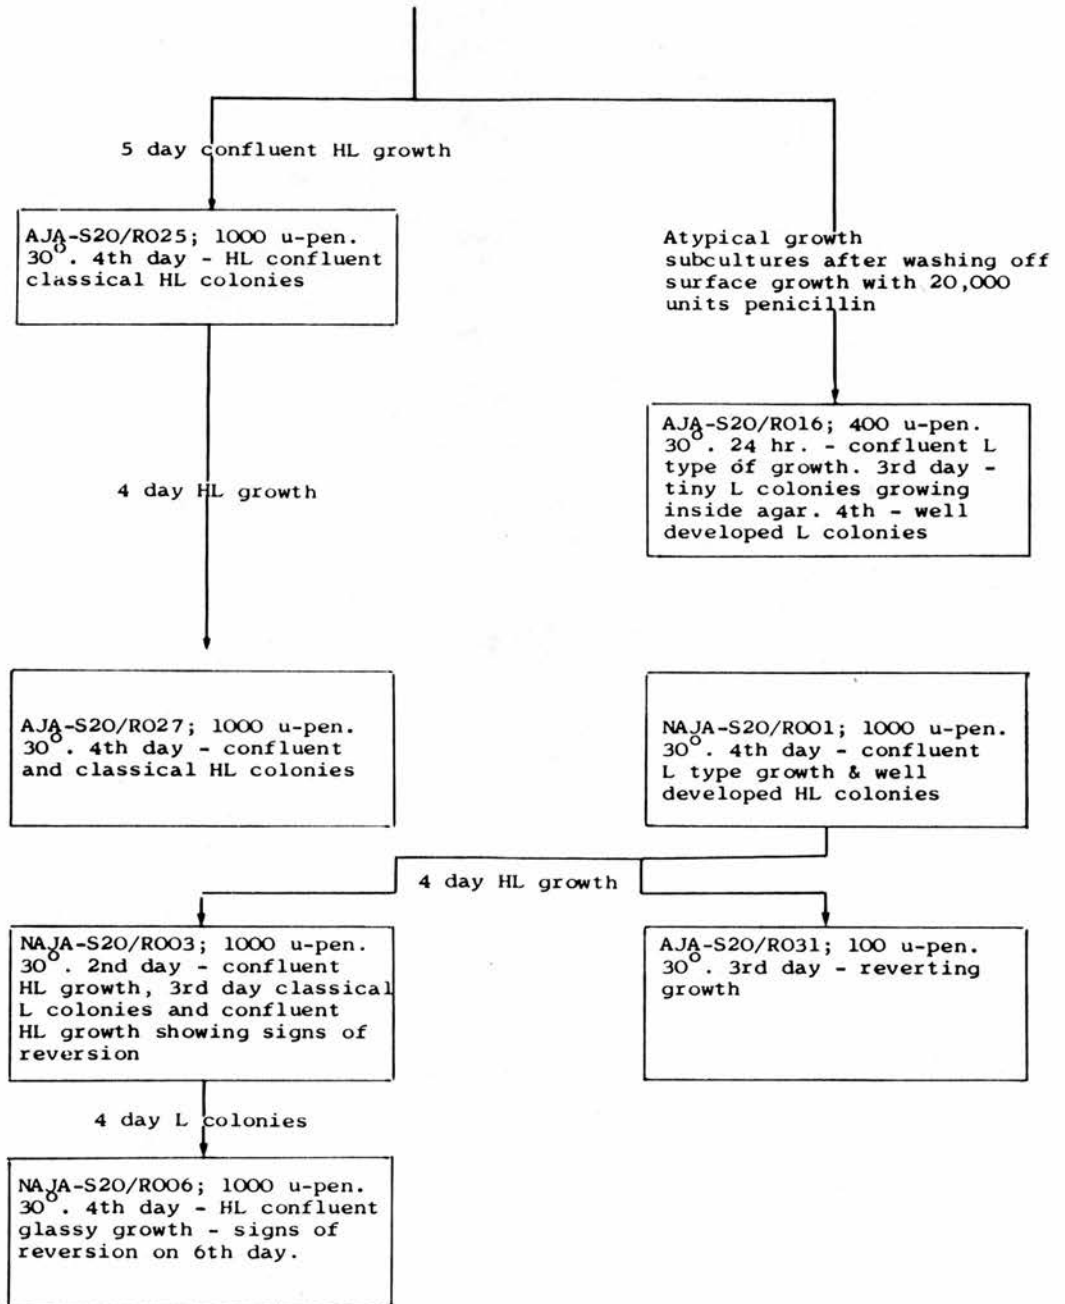 5 day confluent HL growth
AJA-S20/R025; 1000 u-pen.
30°. 4th day - HL confluent
classical HL colonies
Atypical growth
subcultures after washing off
surface growth with 20,000
units penicillin
AJA-S20/R016; 400 u-pen.
30°. 24 hr. - confluent L
type of growth. 3rd day -
tiny L colonies growing
inside agar. 4th - well
developed L colonies
4 day HL growth
AJA-S20/R027; 1000 u-pen.
30°. 4th day - confluent
and classical HL colonies
NAJA-S20/R001; 1000 u-pen.
30°. 4th day - confluent
L type growth & well
developed HL colonies
4 day HL growth
NAJA-S20/R003; 1000 u-pen.
30°. 2nd day - confluent
HL growth, 3rd day classical
L colonies and confluent
HL growth showing signs of
reversion
AJA-S20/R031; 100 u-pen.
30°. 3rd day - reverting
growth
4 day L colonies
NAJA-S20/R006; 1000 u-pen.
30°. 4th day - HL confluent
glassy growth - signs of
reversion on 6th day.